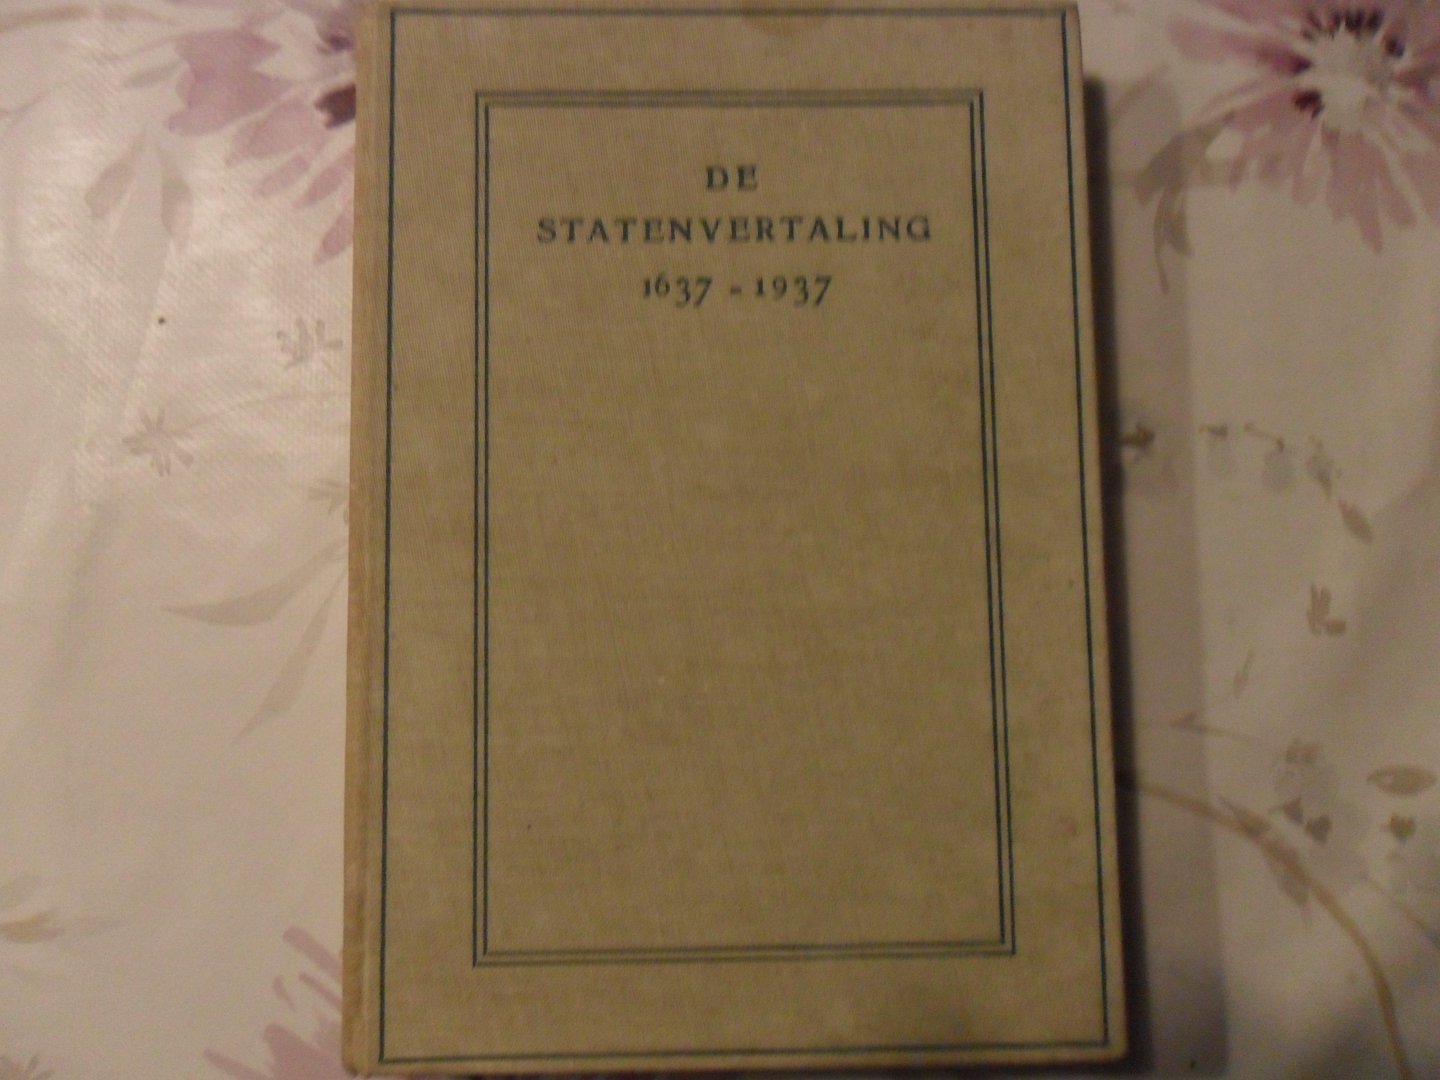 DE
STATENVERTALING
1637 - 1937